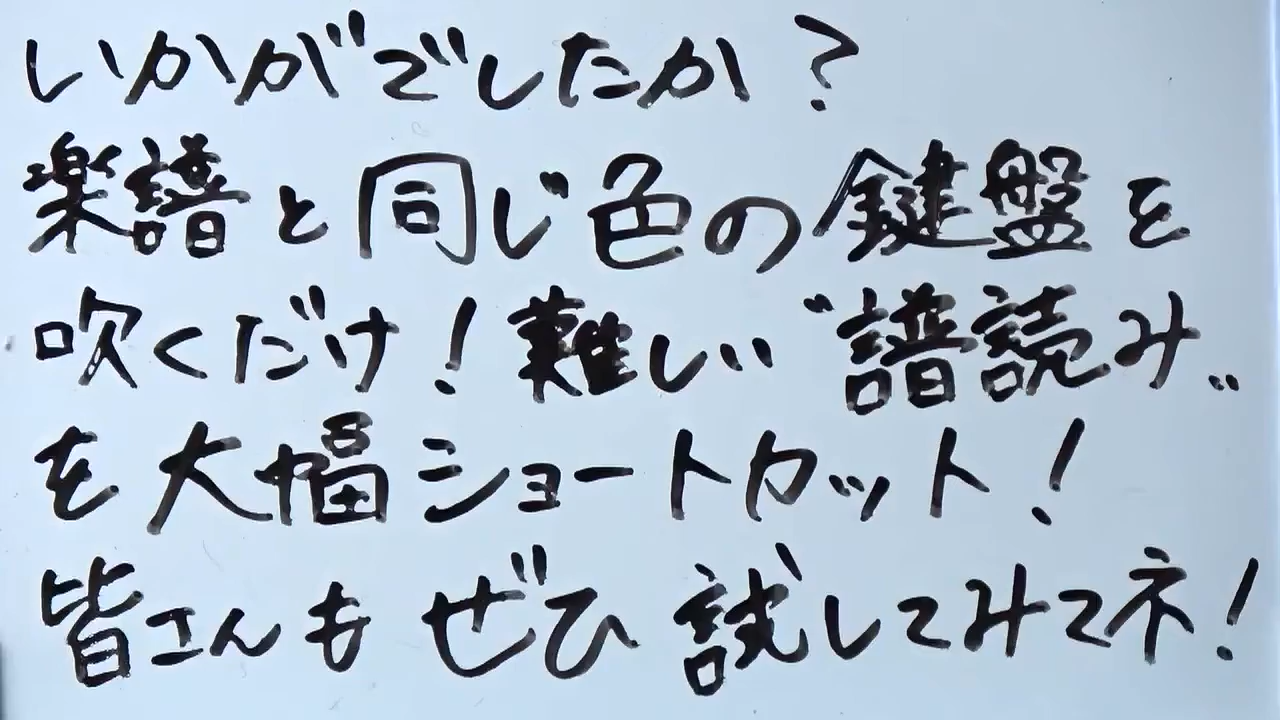 いかがでしたか?
楽譜と同じ色の鍵盤を
吹くだけ!難しい〝譜読み〟
を大幅ショートカット!
皆さんもぜひ試してみてネ!